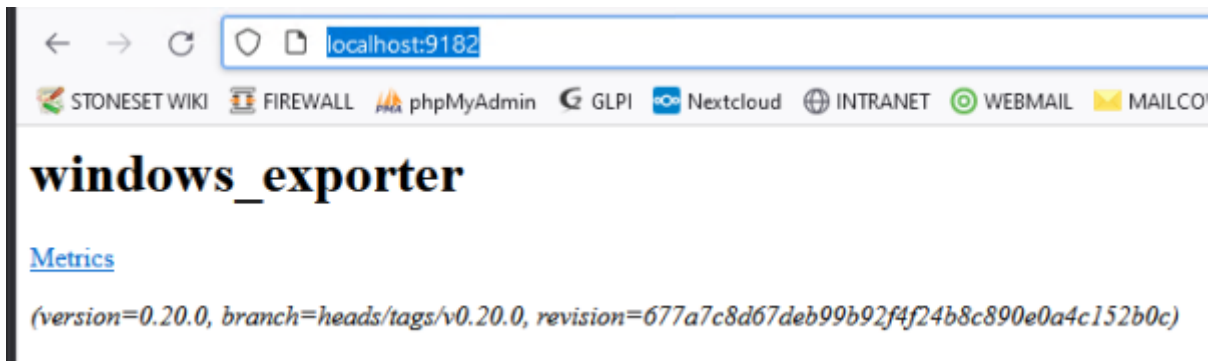 localhost:9182
STONESET WIKI FIREWALL phpMyAdmin GLPI Nextcloud INTRANET WEBMAIL MAILCOW
windows_exporter
Metrics
(version=0.20.0, branch=heads/tags/v0.20.0, revision=677a7c8d67deb99b92f4f24b8c890e0a4c152b0c)